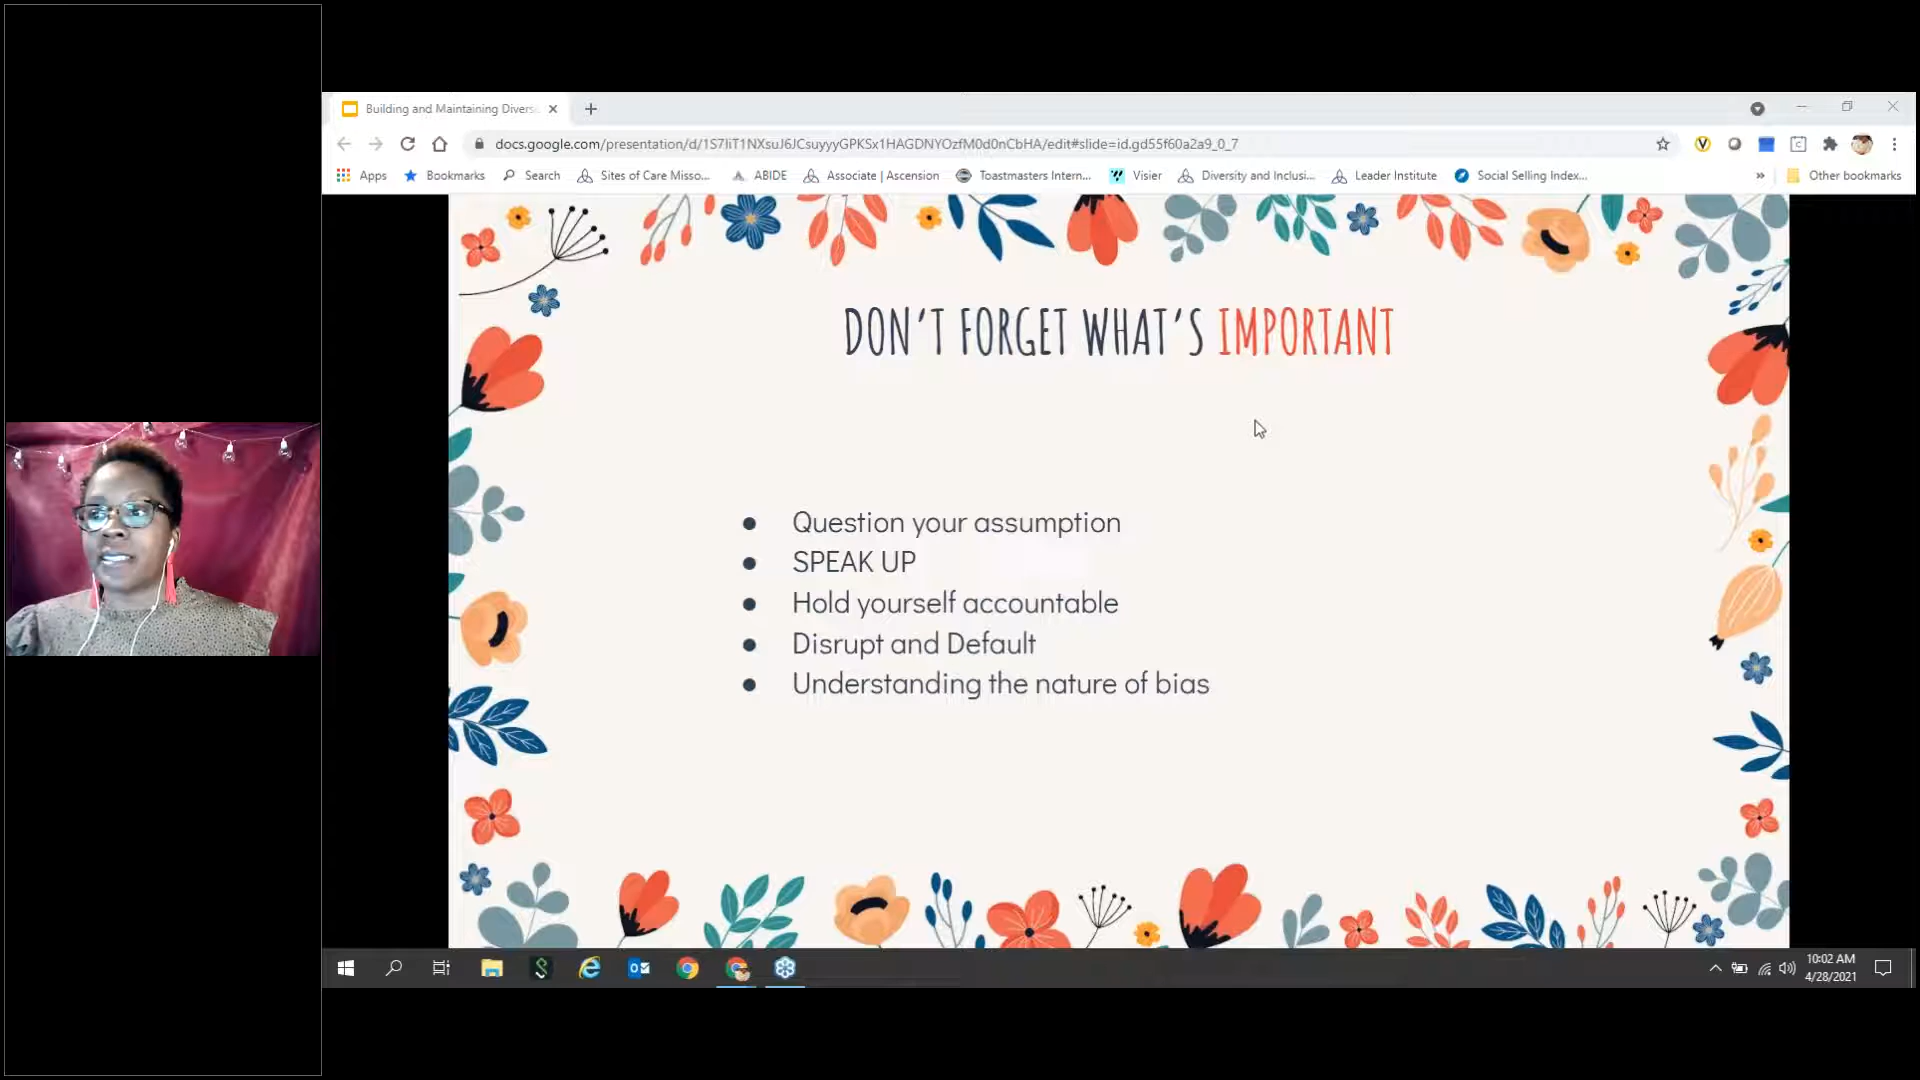 Building and Maintaining Divers
docs.google.com/presentation/d/1S7IiT1NXsuJ6JCsuyyyGPKSx1HAGDNYOzfM0d0nCbHA/edit#slide=id.gd55f60a2a9_0_7
Apps Bookmarks Search Sites of Care Misso... ABIDE Associate | Ascension Toastmasters Intern... Visier Diversity and Inclusi... Leader Institute Social Selling Index... » Other bookmarks
DON'T FORGET WHAT'S IMPORTANT
● Question your assumption
● SPEAK UP
● Hold yourself accountable
● Disrupt and Default
● Understanding the nature of bias
10:02 AM
4/28/2021